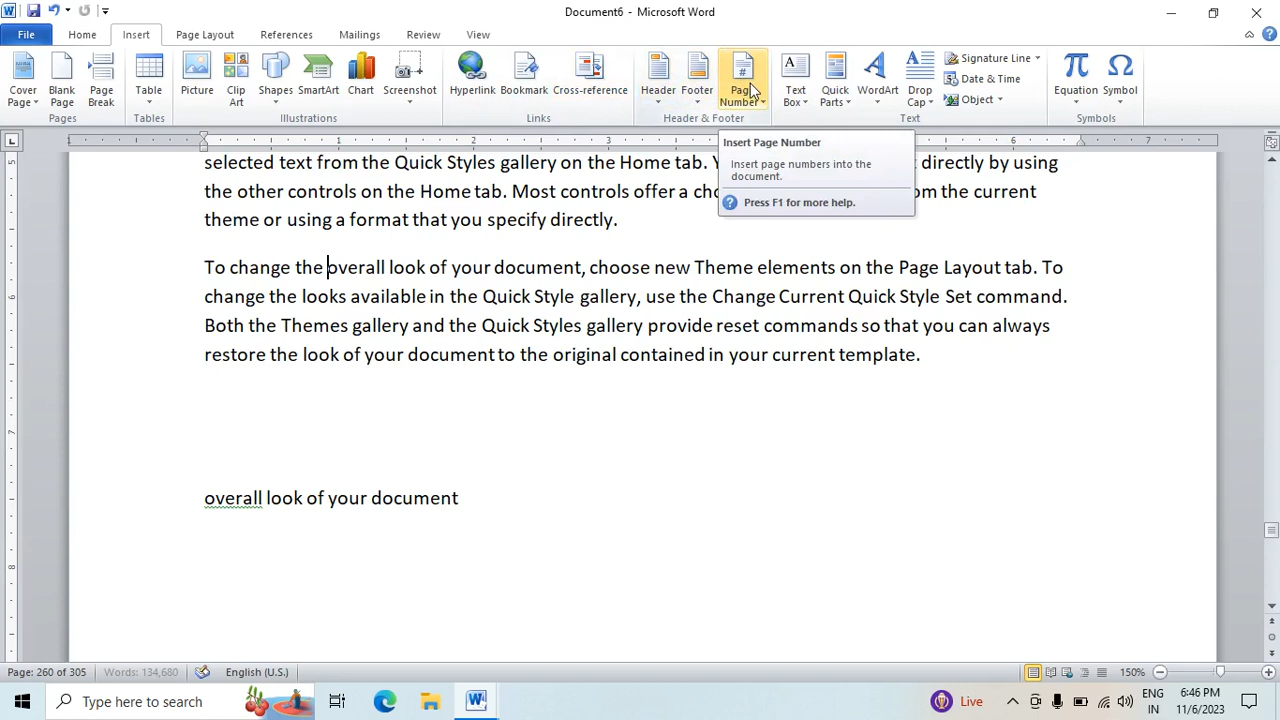 Document6 - Microsoft Word
File Home Insert Page Layout References Mailings Review View
Cover Page
Blank Page
Page Break
Table
Picture
Clip Art
Shapes
SmartArt
Chart
Screenshot
Hyperlink
Bookmark
Cross-reference
Header
Footer
Page Number
Text Box
Quick Parts
WordArt
Drop Cap
Signature Line
Date & Time
Object
Equation
Symbol
Pages
Tables
Illustrations
Links
Header & Footer
Text
Symbols
Insert Page Number
Insert page numbers into the
document.
Press F1 for more help.
1 1 2 3 4 6 7
selected text from the Quick Styles gallery on the Home tab. directly by using
the other controls on the Home tab. Most controls offer a from the current
theme or using a format that you specify directly.
To change the overall look of your document, choose new Theme elements on the Page Layout tab. To
change the looks available in the Quick Style gallery, use the Change Current Quick Style Set command.
Both the Themes gallery and the Quick Styles gallery provide reset commands so that you can always
restore the look of your document to the original contained in your current template.
overall look of your document
Page: 260 of 305 Words: 134,680 English (U.S.) 150%
Type here to search
Live
ENG
IN
6:46 PM
11/6/2023